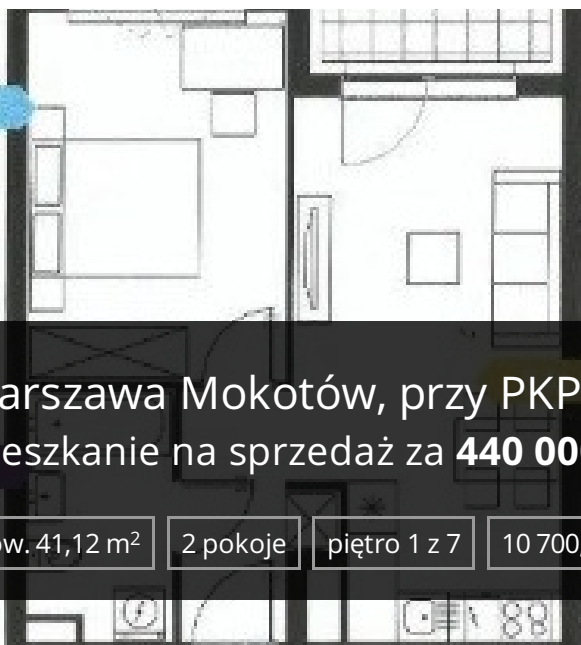 arszawa Mokotów, przy PKP
eszkanie na sprzedaż za 440 00
ow. 41,12 m²
2 pokoje
piętro 1 z 7
10 700,